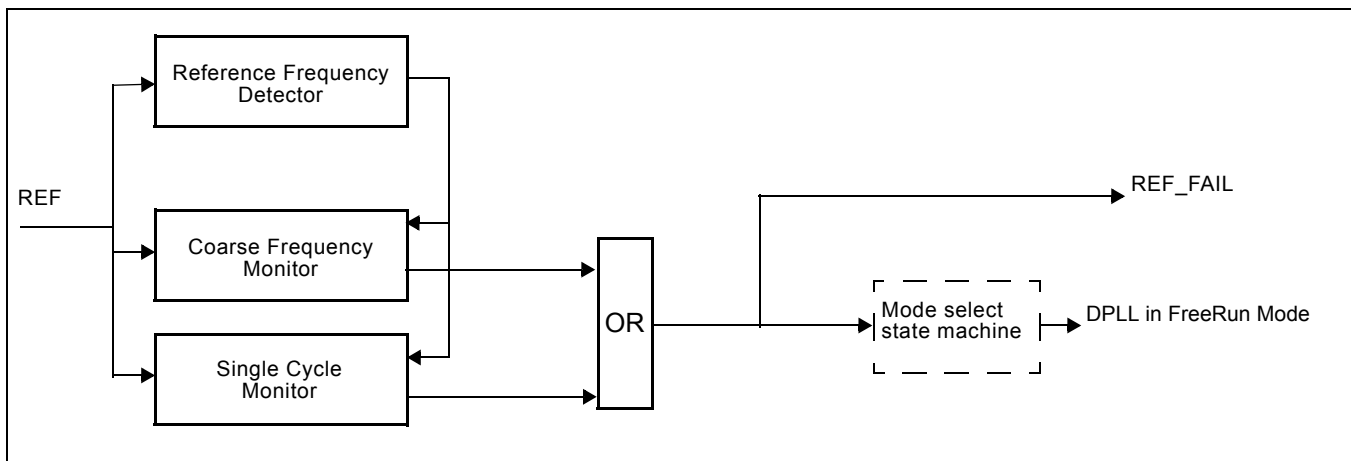 Reference Frequency
Detector
REF
Coarse Frequency
Monitor
Single Cycle
Monitor
OR
REF_FAIL
Mode select
state machine
DPLL in FreeRun Mode